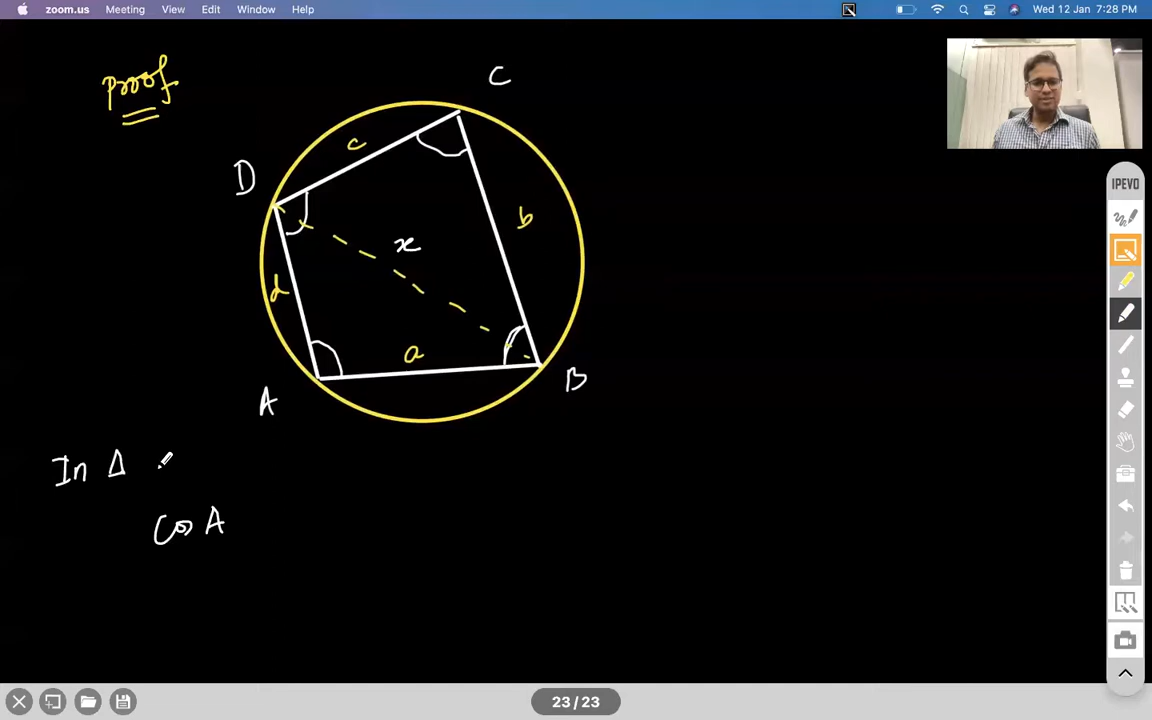 zoom.us Meeting View Edit Window Help Wed 12 Jan 7:28 PM
Proof
C
c
D
IPEVO
b
x
d
a
A
B
In Δ
Cos A
23 / 23